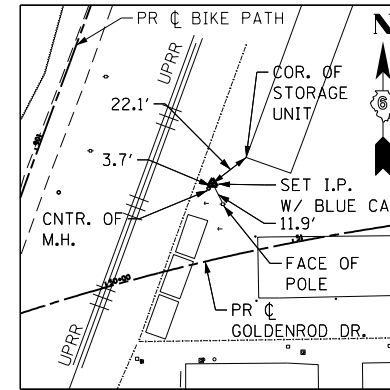 PR ℄ BIKE PATH
N
UPRR
COR. OF
STORAGE
UNIT
22.1'
6
3.7'
SET I.P.
W/ BLUE CA
CNTR. OF
M.H.
11.9'
FACE OF
POLE
PR ℄
GOLDENROD DR.
UPRR